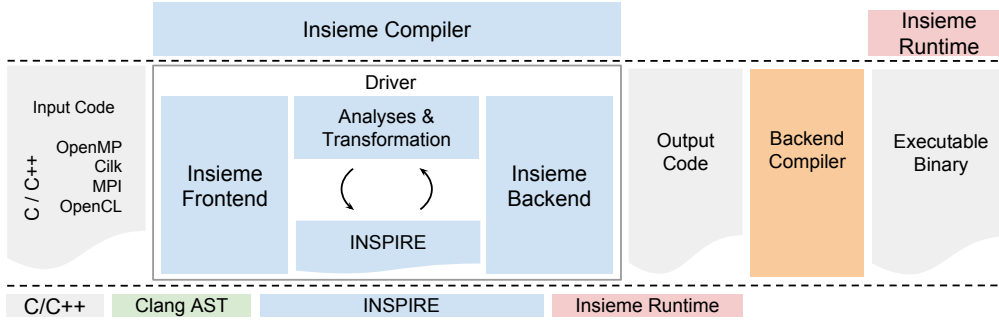 Insieme Compiler
Insieme
Runtime
Driver
Input Code
C / C++
OpenMP
Cilk
MPI
OpenCL
Insieme
Frontend
Analyses &
Transformation
INSPIRE
Insieme
Backend
Output
Code
Backend
Compiler
Executable
Binary
C/C++
Clang AST
INSPIRE
Insieme Runtime